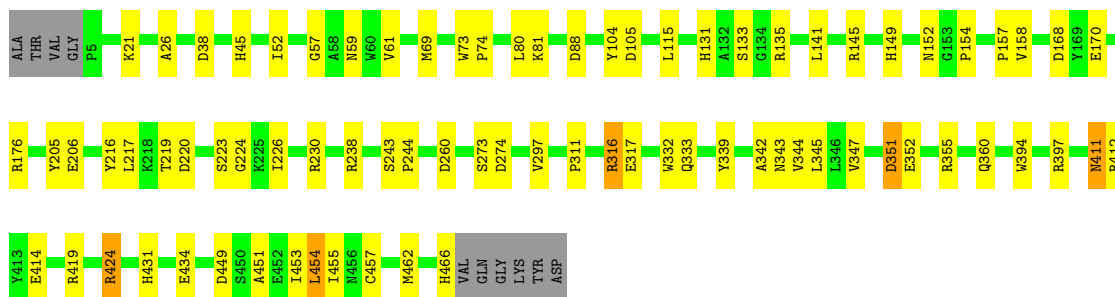 ALA THR VAL GLY P5 K21 A26 D38 H45 I52 G57 A58 N59 W60 V61 M69 W73 P74 L80 K81 D88 Y104 D105 L115 H131 A132 S133 G134 R135 L141 R145 H149 N152 G153 P154 P157 V158 D168 Y169 E170
R176 Y205 E206 Y216 L217 K218 T219 D220 S223 G224 K225 I226 R230 R238 S243 P244 D260 S273 D274 V297 P311 R316 E317 W332 Q333 Y339 A342 N343 V344 L345 L346 V347 D351 E352 R355 Q360 W394 R397 N411
Y413 E414 R419 R424 H431 E434 D449 S450 A451 E452 I453 L454 I455 N456 C457 M462 H466 VAL GLN GLY LYS TYR ASP